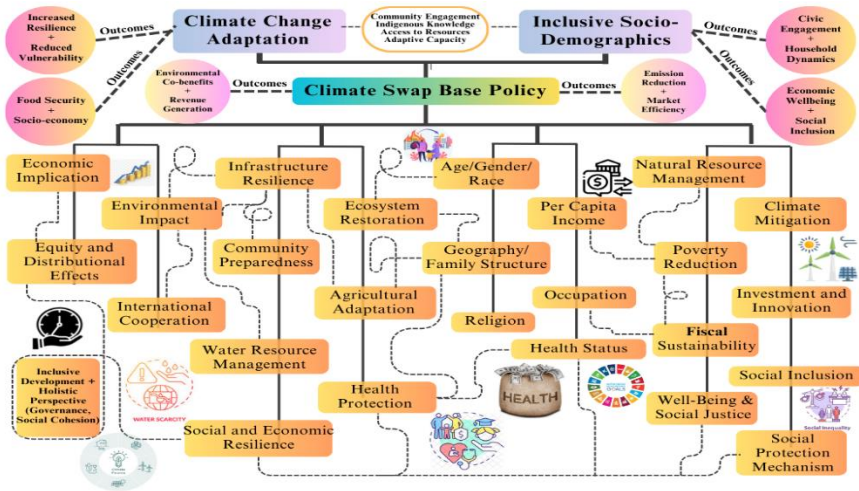 Increased
Resilience
+
Reduced
Vulnerability
Outcomes
Climate Change
Adaptation
Community Engagement
Indigenous Knowledge
Access to Resources
Adaptive Capacity
Inclusive Socio-
Demographics
Outcomes
Civic
Engagement
+
Household
Dynamics
Outcomes
Food Security
+
Socio-economy
Environmental
Co-benefits
+
Revenue
Generation
Outcomes
Climate Swap Base Policy
Outcomes
Emission
Reduction
+
Market
Efficiency
Outcomes
Economic
Wellbeing
+
Social
Inclusion
Economic
Implication
Infrastructure
Resilience
Age/Gender/
Race
Natural Resource
Management
Environmental
Impact
Ecosystem
Restoration
Per Capita
Income
Climate
Mitigation
Equity and
Distributional
Effects
Community
Preparedness
Geography/
Family Structure
Poverty
Reduction
International
Cooperation
Agricultural
Adaptation
Religion
Occupation
Investment and
Innovation
Fiscal
Sustainability
Water Resource
Management
Health Status
Inclusive
Development +
Holistic
Perspective
(Governance,
Social Cohesion)
WATER SCARCITY
Health
Protection
HEALTH
Social Inclusion
Well-Being &
Social Justice
Social Inequality
Social and Economic
Resilience
Social
Protection
Mechanism